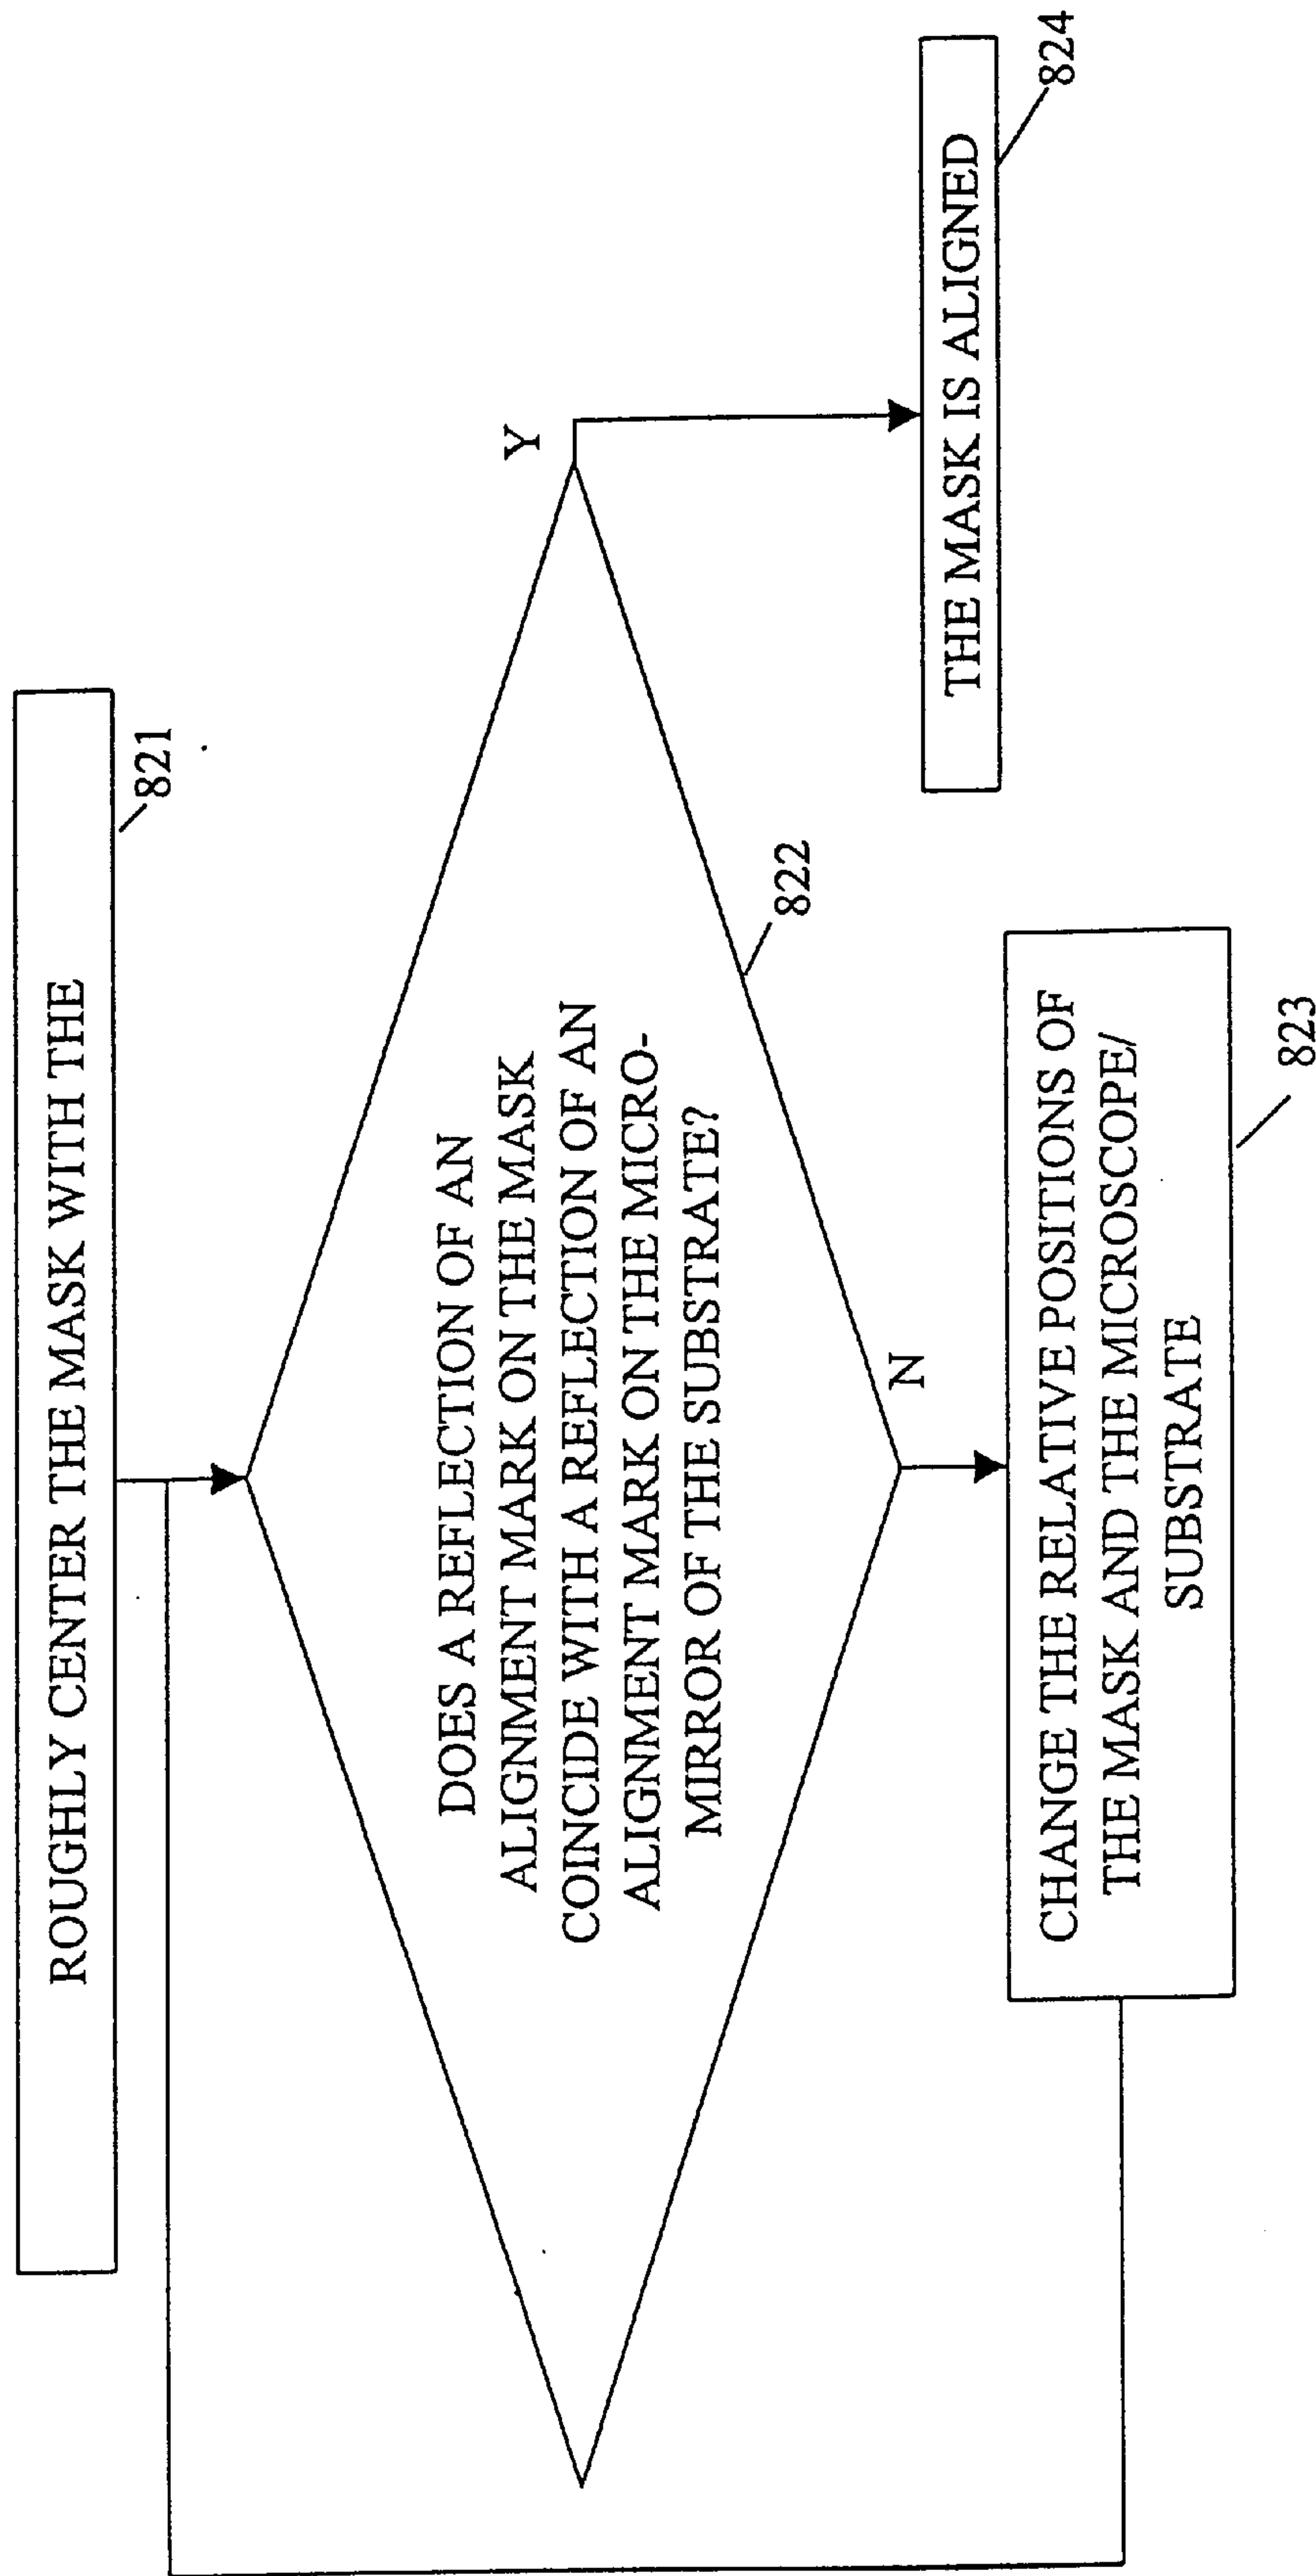 ROUGHLY CENTER THE MASK WITH THE
821
DOES A REFLECTION OF AN
ALIGNMENT MARK ON THE MASK
COINCIDE WITH A REFLECTION OF AN
ALIGNMENT MARK ON THE MICRO-
MIRROR OF THE SUBSTRATE?
822
Y
N
THE MASK IS ALIGNED
824
CHANGE THE RELATIVE POSITIONS OF
THE MASK AND THE MICROSCOPE/
SUBSTRATE
823